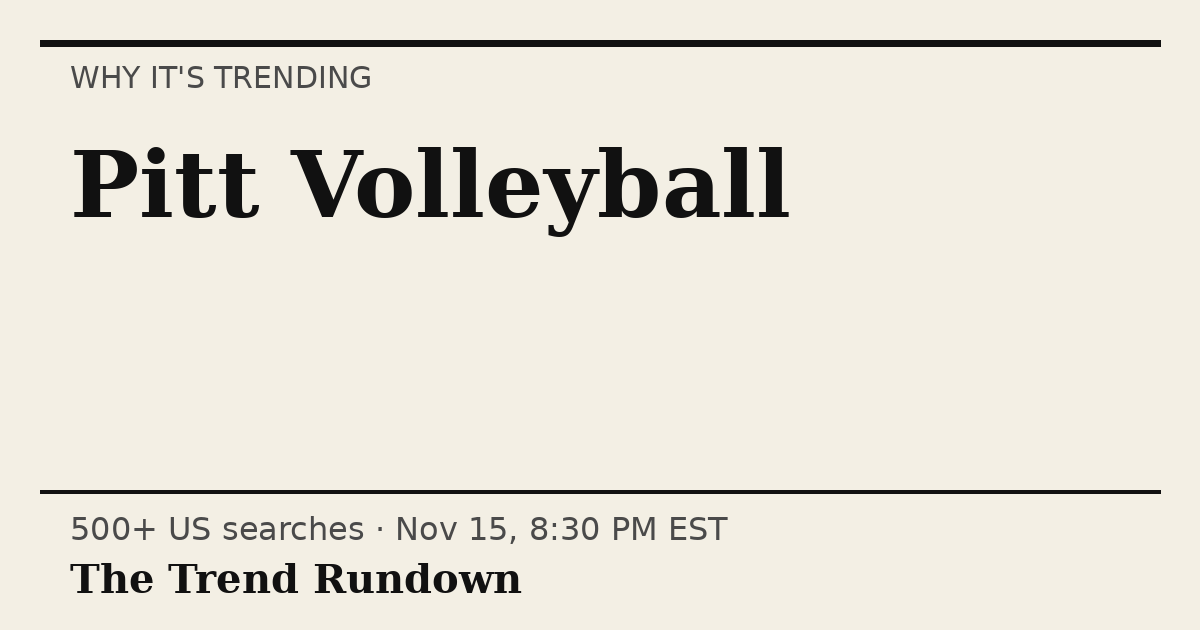 WHY IT'S TRENDING
Pitt Volleyball
500+ US searches · Nov 15, 8:30 PM EST
The Trend Rundown